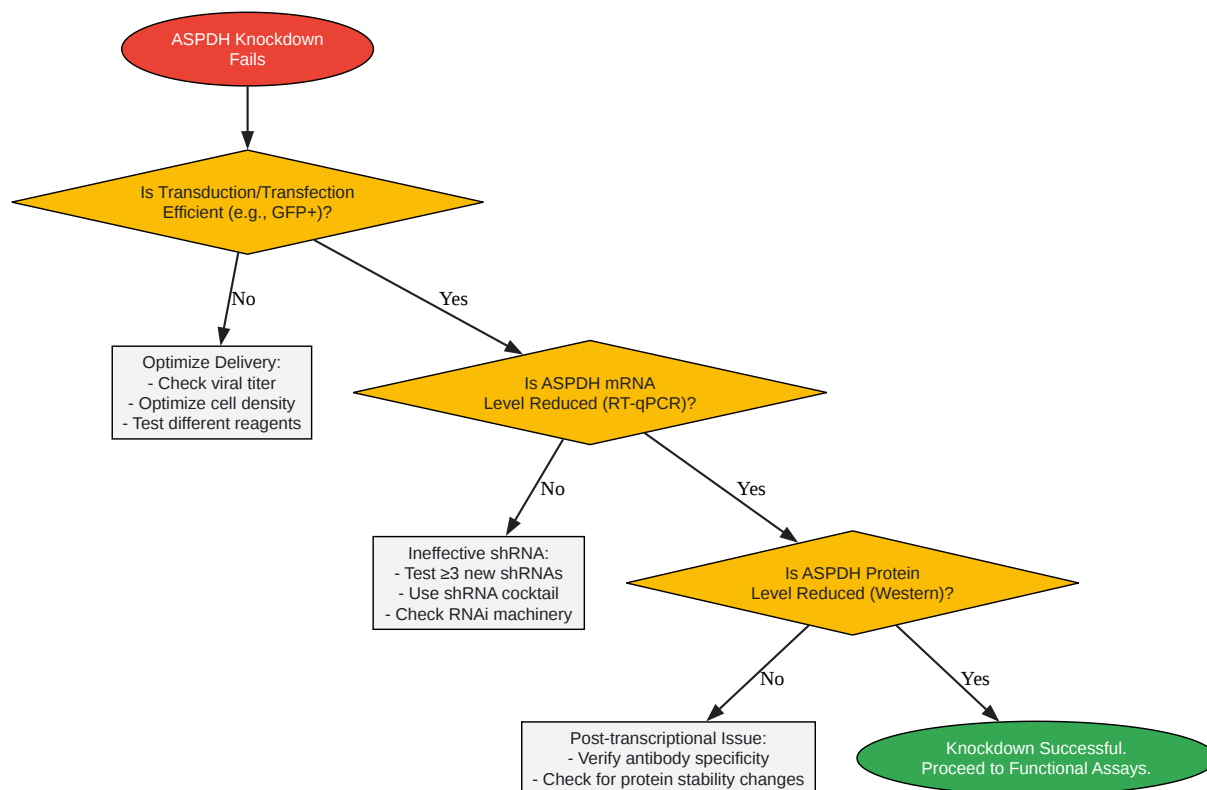 ASPDH Knockdown
Fails
Is Transduction/Transfection
Efficient (e.g., GFP+)?
No
Yes
Optimize Delivery:
- Check viral titer
- Optimize cell density
- Test different reagents
Is ASPDH mRNA
Level Reduced (RT-qPCR)?
No
Yes
Ineffective shRNA:
- Test ≥3 new shRNAs
- Use shRNA cocktail
- Check RNAi machinery
Is ASPDH Protein
Level Reduced (Western)?
No
Yes
Post-transcriptional Issue:
- Verify antibody specificity
- Check for protein stability changes
Knockdown Successful.
Proceed to Functional Assays.